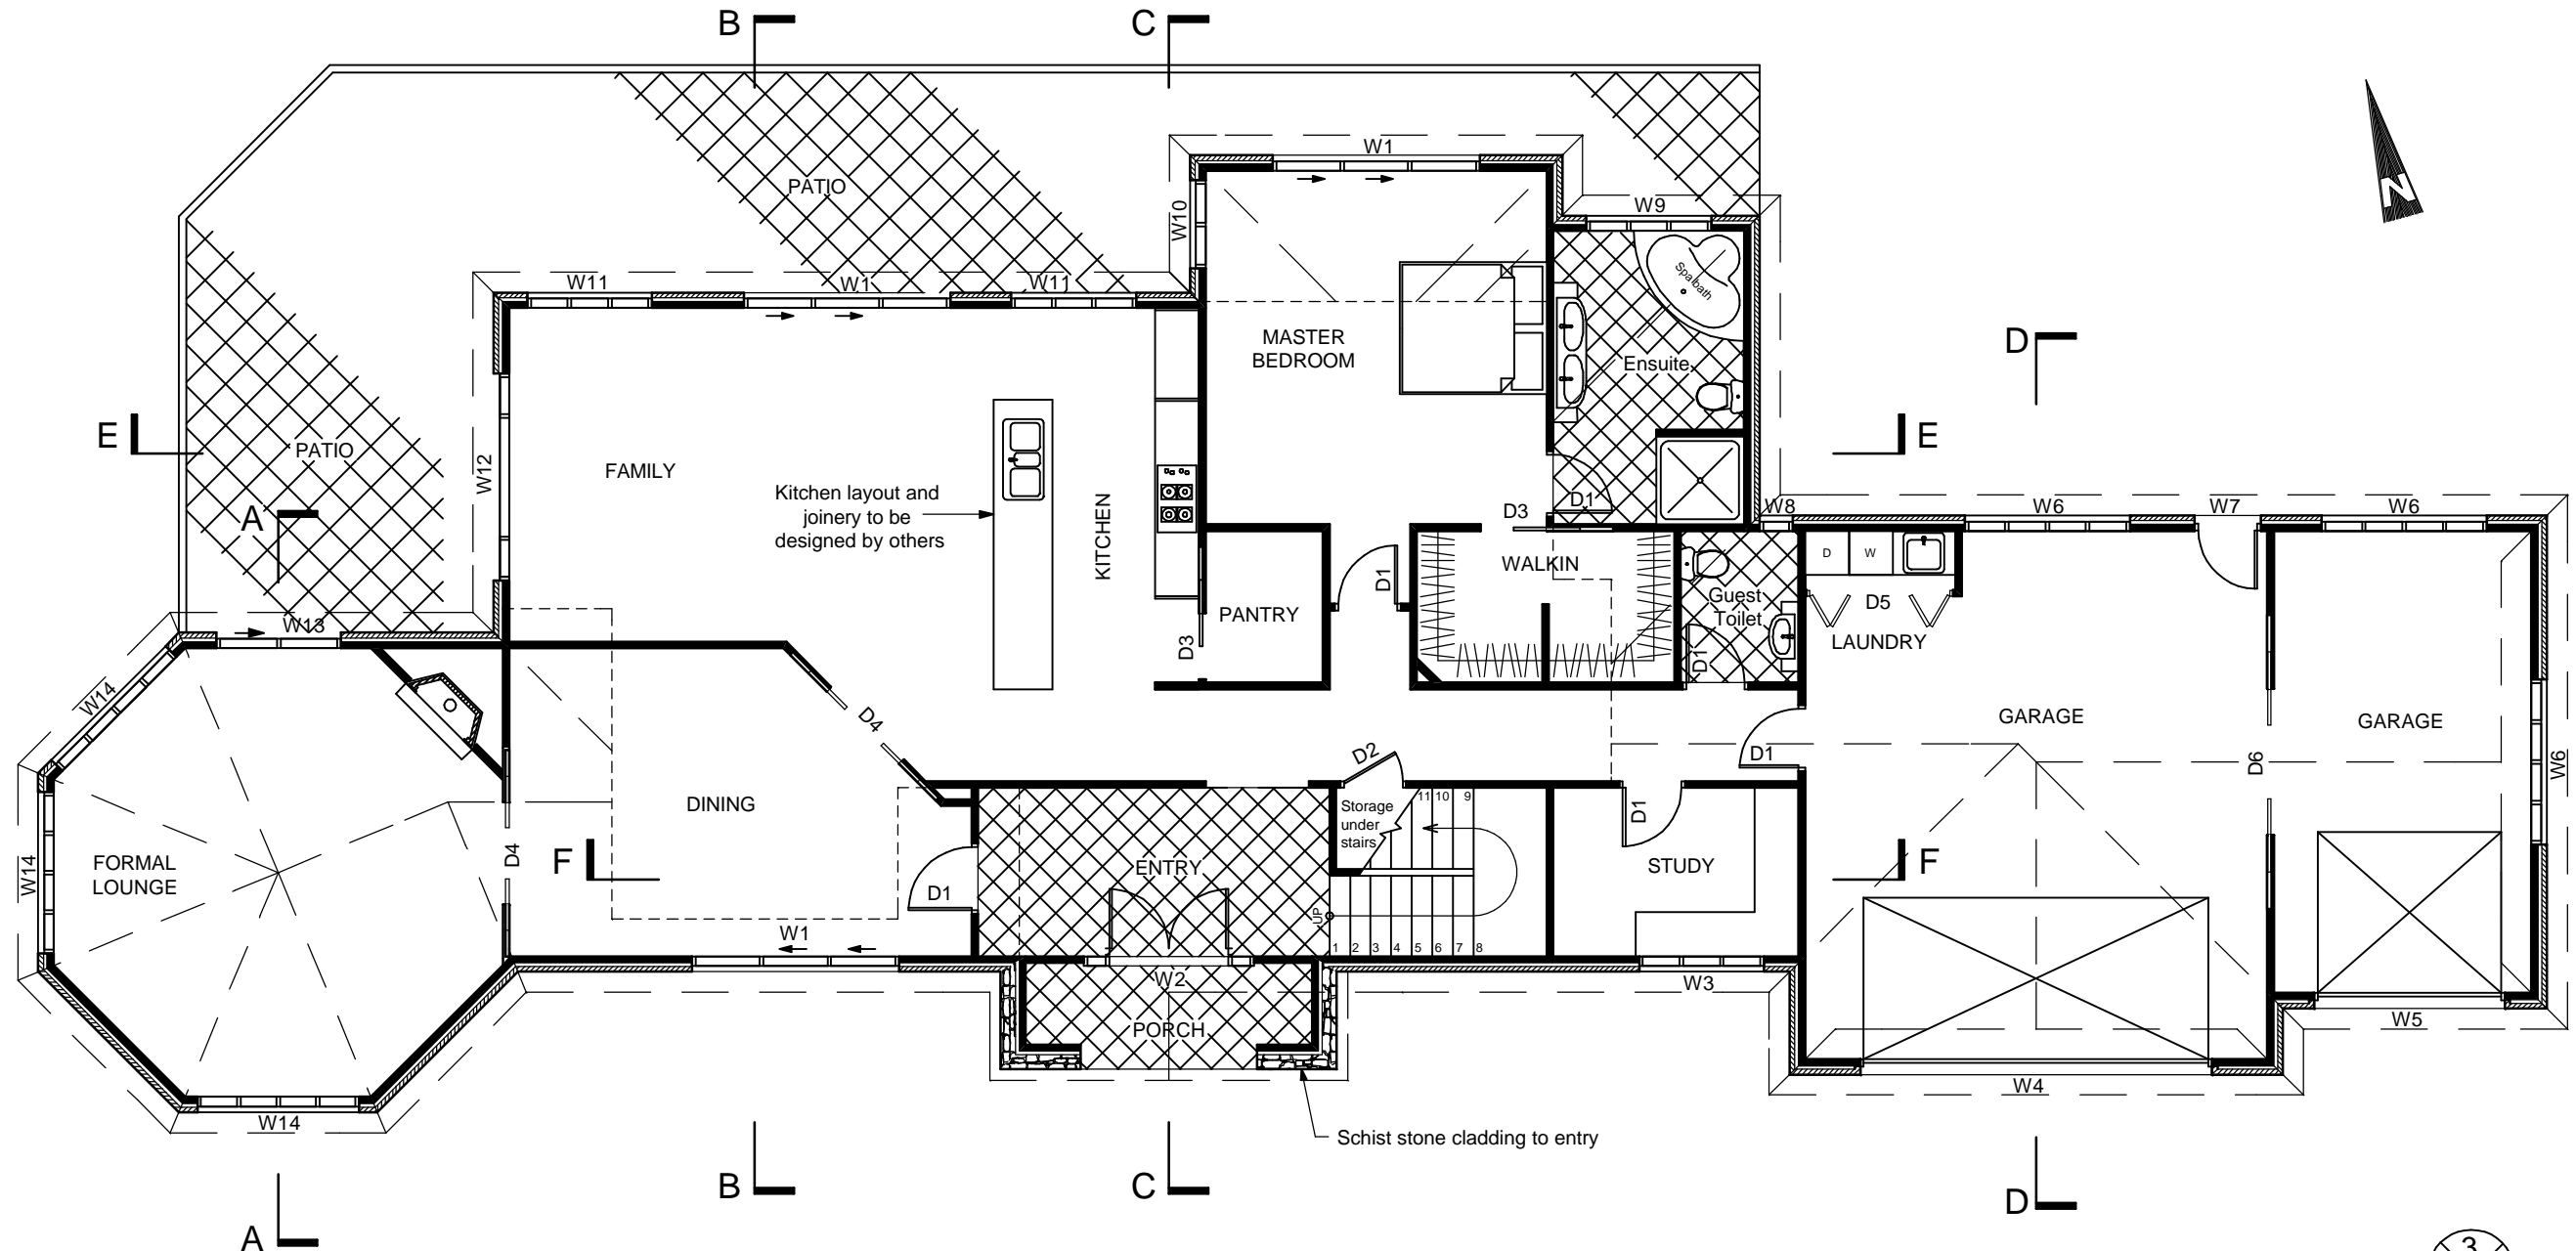 B
C
W1
N
PATIO
W10
W9
Spa bath
W11
W1
W11
MASTER
BEDROOM
D
Ensuite
E
PATIO
FAMILY
W12
Kitchen layout and
joinery to be
designed by others
KITCHEN
E
A
D3
D1
W8
W6
W7
W6
D1
WALKIN
D
W
PANTRY
Guest
Toilet
D5
LAUNDRY
W13
D3
D1
W14
D4
GARAGE
GARAGE
D2
D1
D6
W6
DINING
Storage
under
stairs
11
10
9
D1
FORMAL
LOUNGE
W14
D4
F
D1
ENTRY
STUDY
F
UP
1
2
3
4
5
6
7
8
W1
W2
W3
PORCH
W5
W4
W14
Schist stone cladding to entry
B
C
D
A
3